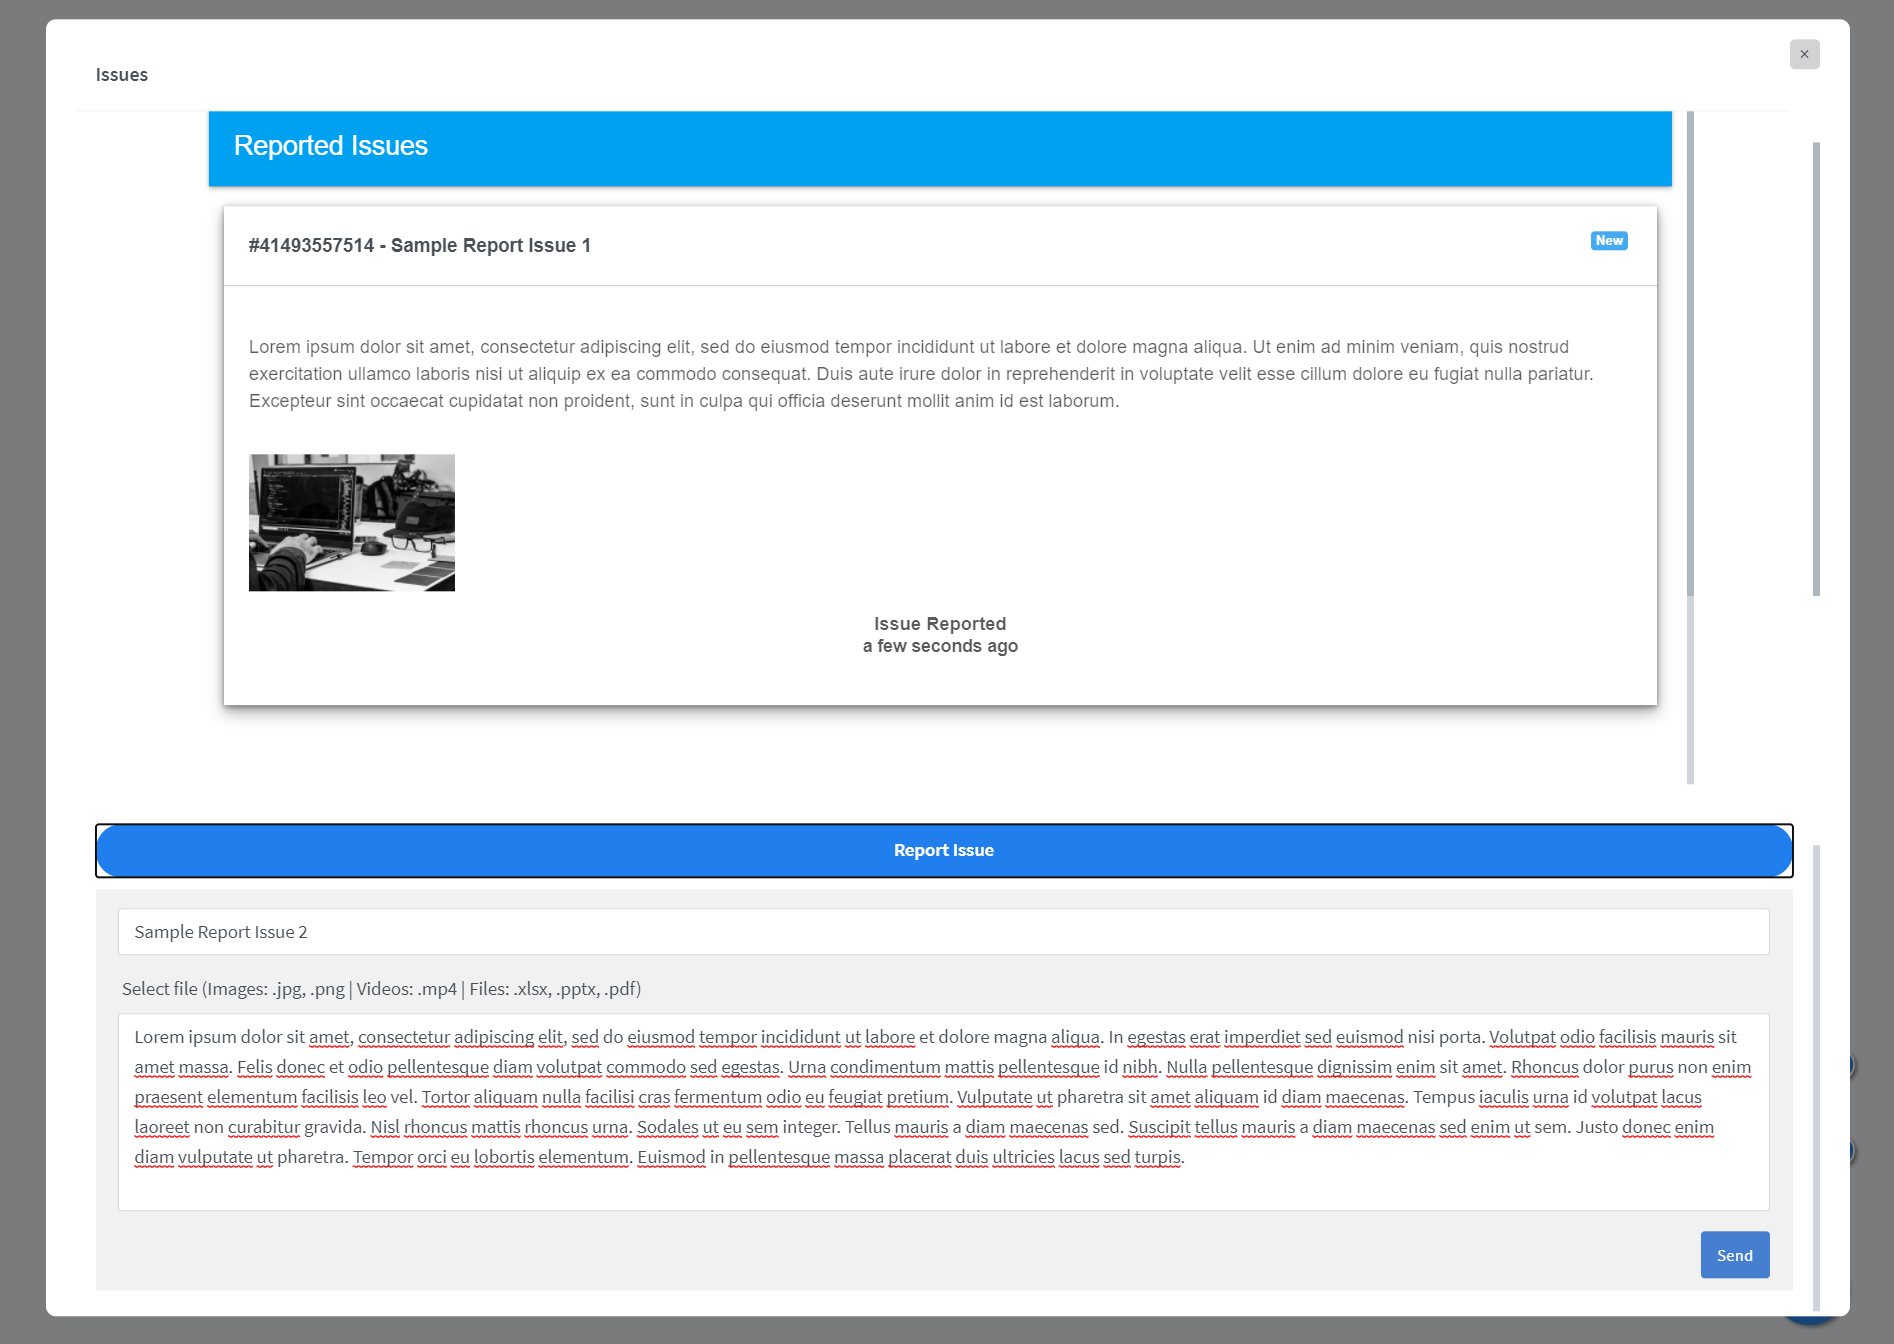 Issues
×
Reported Issues
#41493557514 - Sample Report Issue 1
New
Lorem ipsum dolor sit amet, consectetur adipiscing elit, sed do eiusmod tempor incididunt ut labore et dolore magna aliqua. Ut enim ad minim veniam, quis nostrud
exercitation ullamco laboris nisi ut aliquip ex ea commodo consequat. Duis aute irure dolor in reprehenderit in voluptate velit esse cillum dolore eu fugiat nulla pariatur.
Excepteur sint occaecat cupidatat non proident, sunt in culpa qui officia deserunt mollit anim id est laborum.
Issue Reported
a few seconds ago
Report Issue
Sample Report Issue 2
Select file (Images: .jpg, .png | Videos: .mp4 | Files: .xlsx, .pptx, .pdf)
Lorem ipsum dolor sit amet, consectetur adipiscing elit, sed do eiusmod tempor incididunt ut labore et dolore magna aliqua. In egestas erat imperdiet sed euismod nisi porta. Volutpat odio facilisis mauris sit
amet massa. Felis donec et odio pellentesque diam volutpat commodo sed egestas. Urna condimentum mattis pellentesque id nibh. Nulla pellentesque dignissim enim sit amet. Rhoncus dolor purus non enim
praesent elementum facilisis leo vel. Tortor aliquam nulla facilisi cras fermentum odio eu feugiat pretium. Vulputate ut pharetra sit amet aliquam id diam maecenas. Tempus iaculis urna id volutpat lacus
laoreet non curabitur gravida. Nisl rhoncus mattis rhoncus urna. Sodales ut eu sem integer. Tellus mauris a diam maecenas sed. Suscipit tellus mauris a diam maecenas sed enim ut sem. Justo donec enim
diam vulputate ut pharetra. Tempor orci eu lobortis elementum. Euismod in pellentesque massa placerat duis ultricies lacus sed turpis.
Send